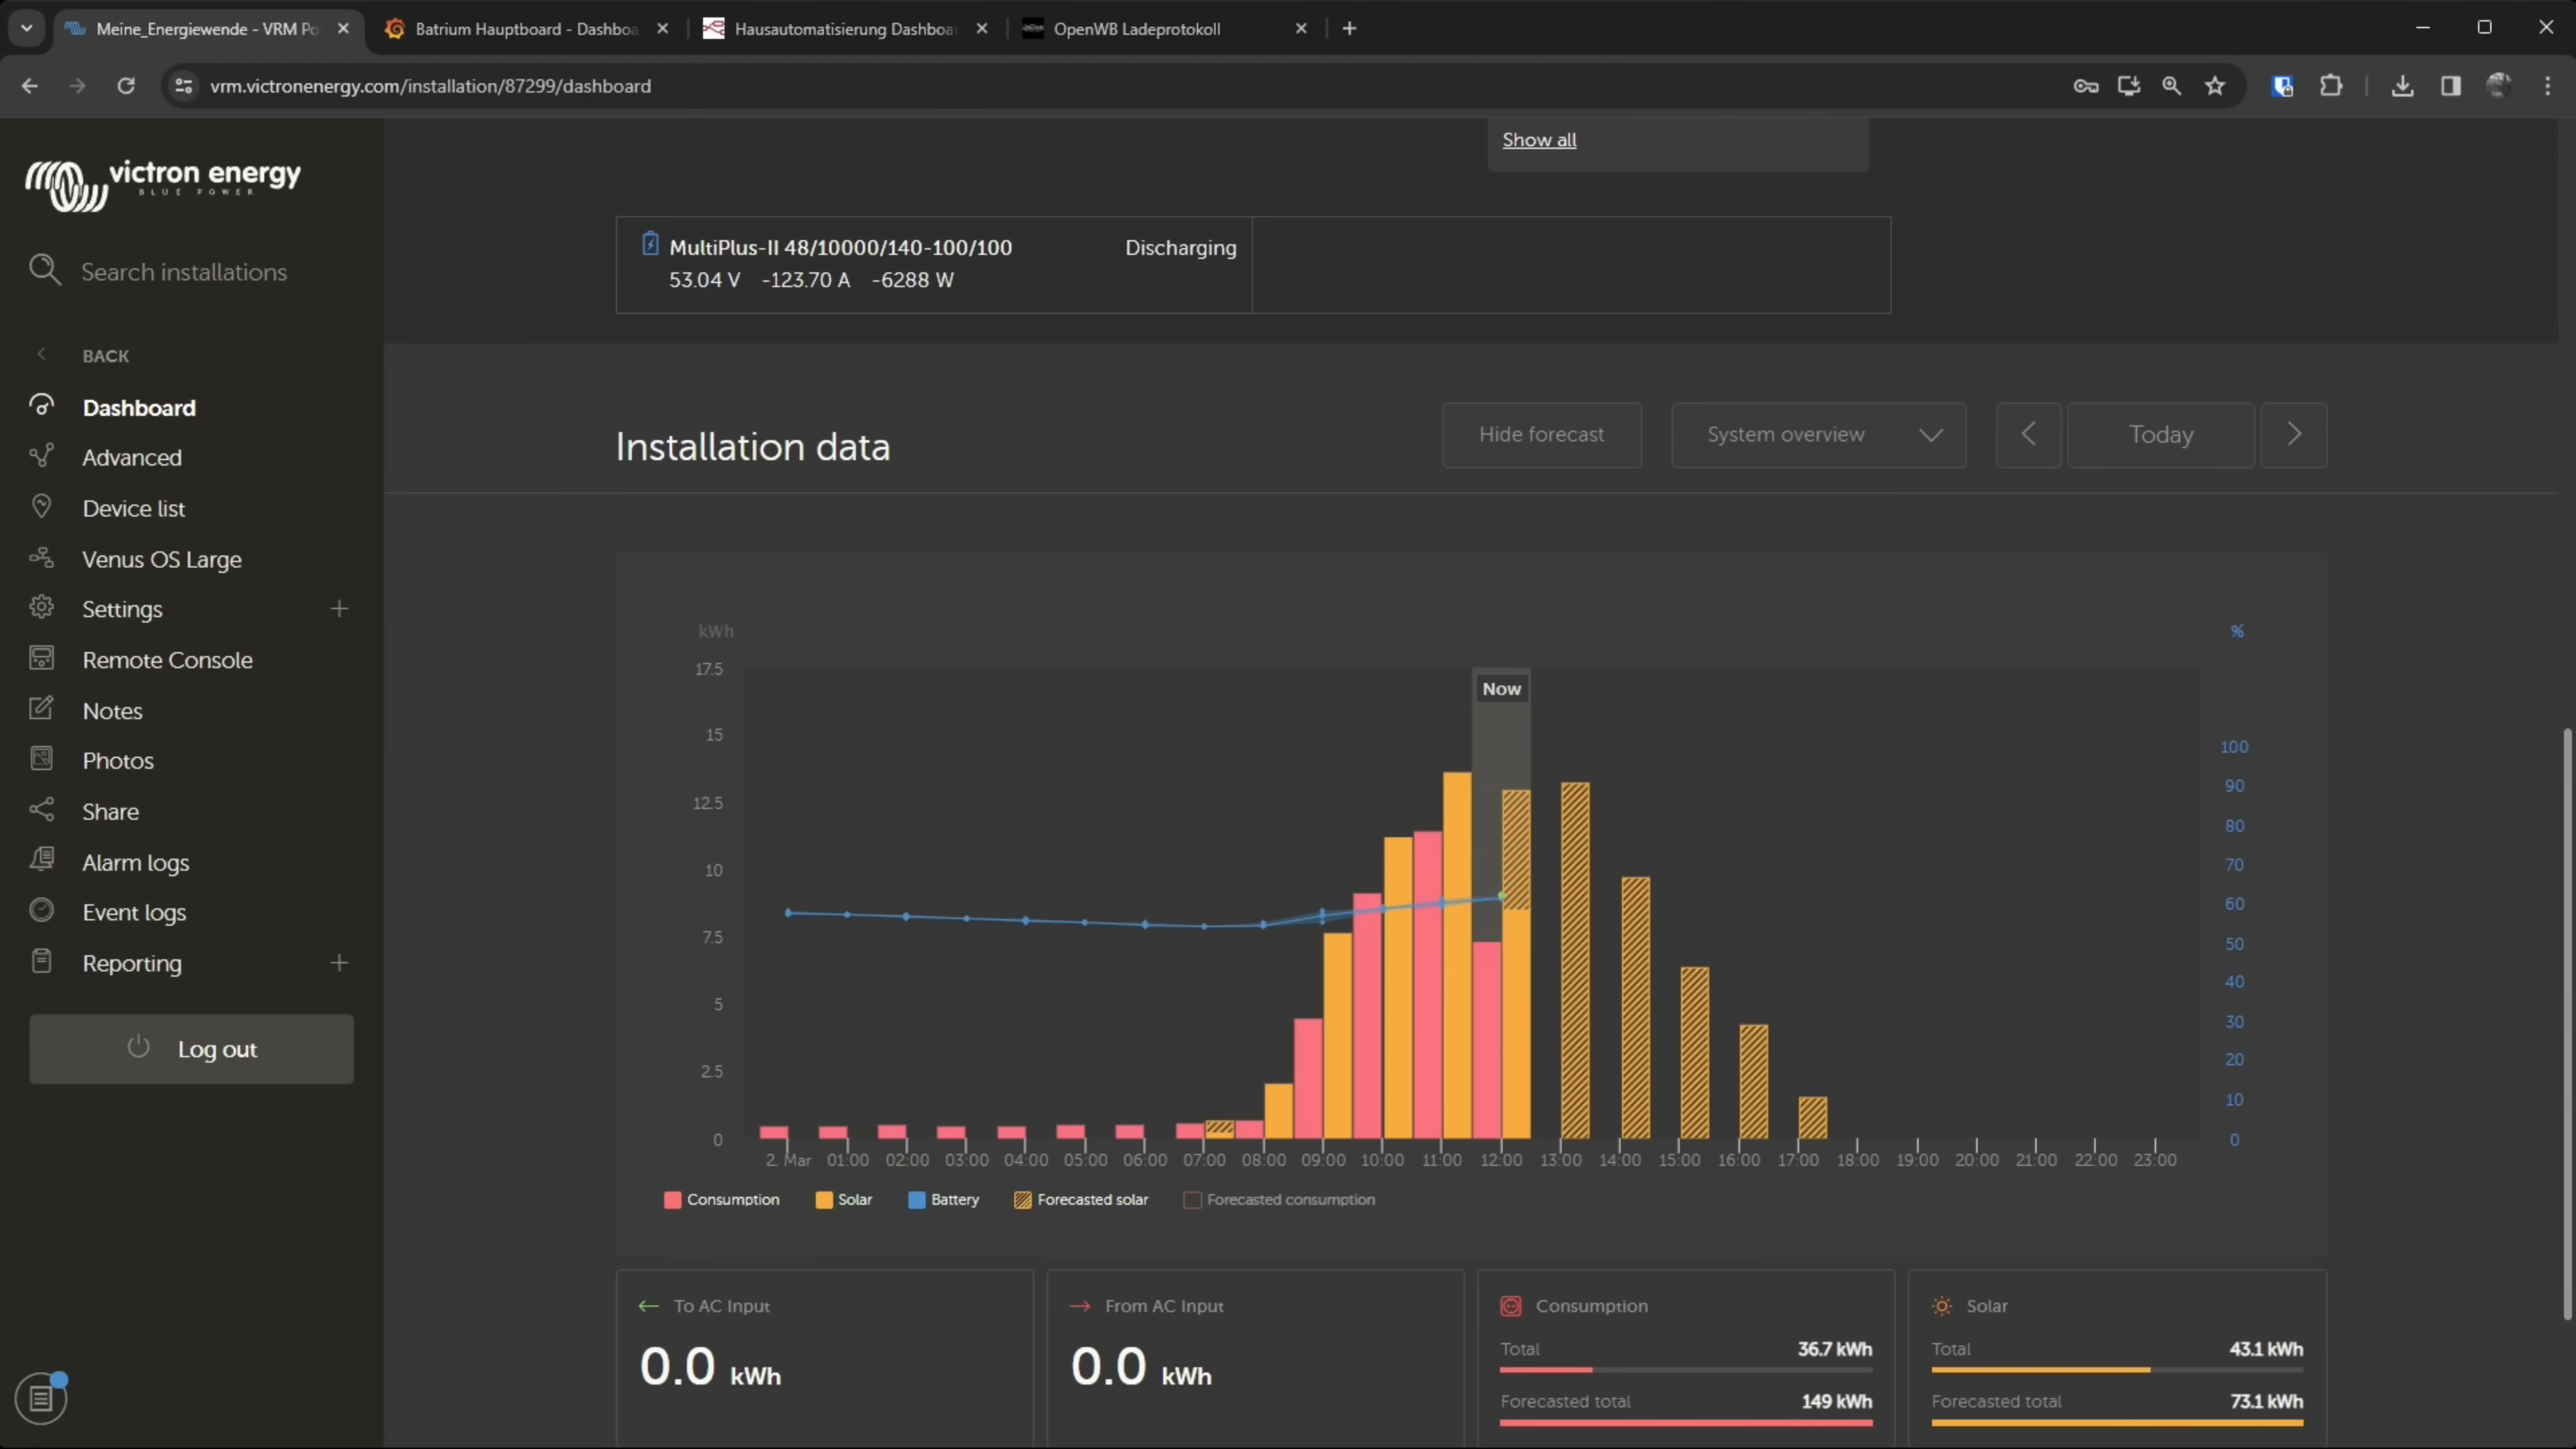 Meine_Energiewende - VRM Po
Batrium Hauptboard - Dashboa
Hausautomatisierung Dashboar
OpenWB Ladeprotokoll
vrm.victronenergy.com/installation/87299/dashboard
victron energy
BLUE POWER
Search installations
BACK
Dashboard
Advanced
Device list
Venus OS Large
Settings
Remote Console
Notes
Photos
Share
Alarm logs
Event logs
Reporting
Log out
Show all
MultiPlus-II 48/10000/140-100/100 Discharging
53.04 V -123.70 A -6288 W
Installation data
Hide forecast
System overview
Today
kWh %
17.5
Now
15
100
90
12.5
80
10
70
60
7.5
50
40
5
30
2.5
20
10
0 0
2. Mar 01:00 02:00 03:00 04:00 05:00 06:00 07:00 08:00 09:00 10:00 11:00 12:00 13:00 14:00 15:00 16:00 17:00 18:00 19:00 20:00 21:00 22:00 23:00
Consumption Solar Battery Forecasted solar Forecasted consumption
To AC Input
0.0 kWh
From AC Input
0.0 kWh
Consumption
Total 36.7 kWh
Forecasted total 149 kWh
Solar
Total 43.1 kWh
Forecasted total 73.1 kWh